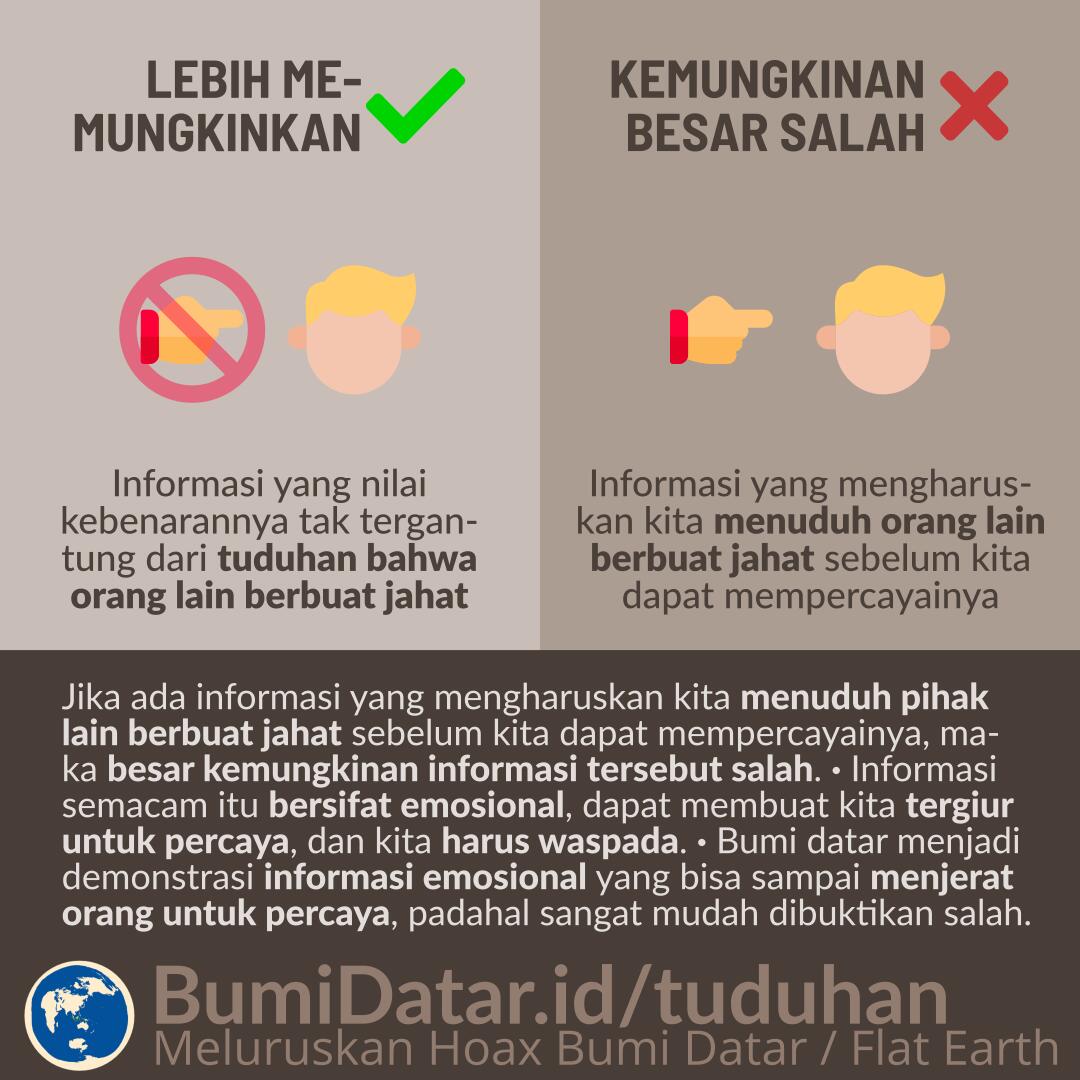 LEBIH ME-
MUNGKINKAN
Informasi yang nilai
kebenarannya tak tergan-
tung dari tuduhan bahwa
orang lain berbuat jahat
KEMUNGKINAN
BESAR SALAH
Informasi yang mengharus-
kan kita menuduh orang lain
berbuat jahat sebelum kita
dapat mempercayainya
Jika ada informasi yang mengharuskan kita menuduh pihak
lain berbuat jahat sebelum kita dapat mempercayainya, ma-
ka besar kemungkinan informasi tersebut salah. • Informasi
semacam itu bersifat emosional, dapat membuat kita tergiur
untuk percaya, dan kita harus waspada. • Bumi datar menjadi
demonstrasi informasi emosional yang bisa sampai menjerat
orang untuk percaya, padahal sangat mudah dibuktikan salah.
BumiDatar.id/tuduhan
Meluruskan Hoax Bumi Datar / Flat Earth